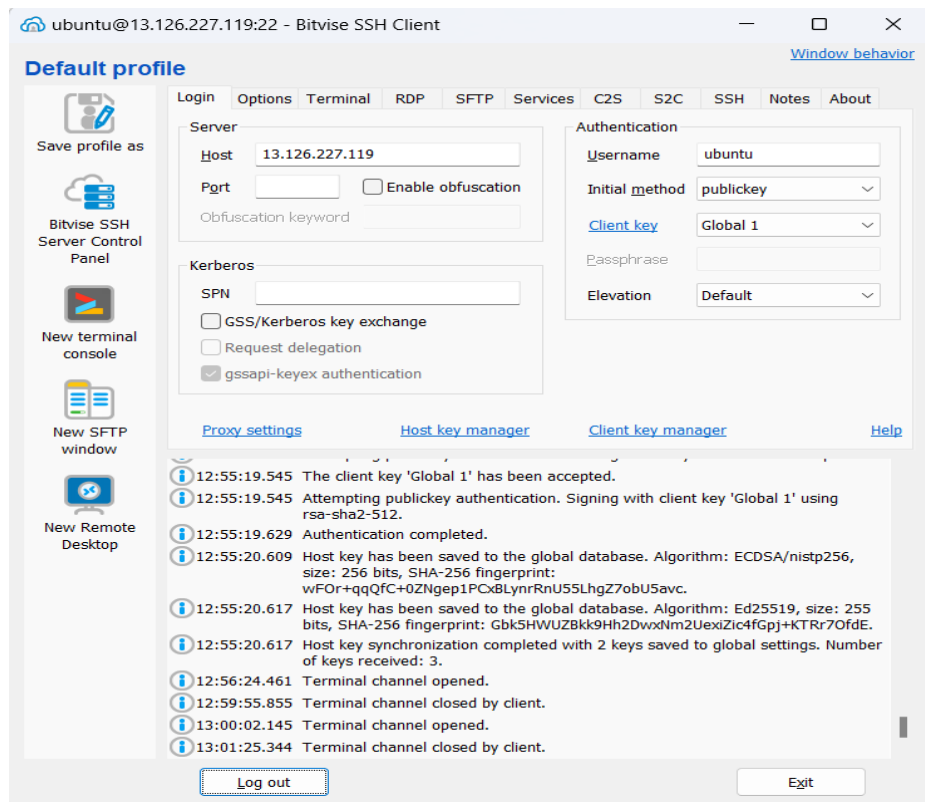 ubuntu@13.126.227.119:22 - Bitvise SSH Client
Window behavior
Default profile
Save profile as
Bitvise SSH
Server Control
Panel
New terminal
console
New SFTP
window
New Remote
Desktop
Login Options Terminal RDP SFTP Services C2S S2C SSH Notes About
Server
Host 13.126.227.119
Port Enable obfuscation
Obfuscation keyword
Kerberos
SPN
GSS/Kerberos key exchange
Request delegation
gssapi-keyex authentication
Authentication
Username ubuntu
Initial method publickey
Client key Global 1
Passphrase
Elevation Default
Proxy settings Host key manager Client key manager Help
12:55:19.545 The client key 'Global 1' has been accepted.
12:55:19.545 Attempting publickey authentication. Signing with client key 'Global 1' using
rsa-sha2-512.
12:55:19.629 Authentication completed.
12:55:20.609 Host key has been saved to the global database. Algorithm: ECDSA/nistp256,
size: 256 bits, SHA-256 fingerprint:
wFOr+qqQfC+0ZNgep1PCxBLynrRnU55LhgZ7obU5avc.
12:55:20.617 Host key has been saved to the global database. Algorithm: Ed25519, size: 255
bits, SHA-256 fingerprint: Gbk5HWUZBkk9Hh2DwxNm2UexiZic4fGpj+KTRr7OfdE.
12:55:20.617 Host key synchronization completed with 2 keys saved to global settings. Number
of keys received: 3.
12:56:24.461 Terminal channel opened.
12:59:55.855 Terminal channel closed by client.
13:00:02.145 Terminal channel opened.
13:01:25.344 Terminal channel closed by client.
Log out Exit